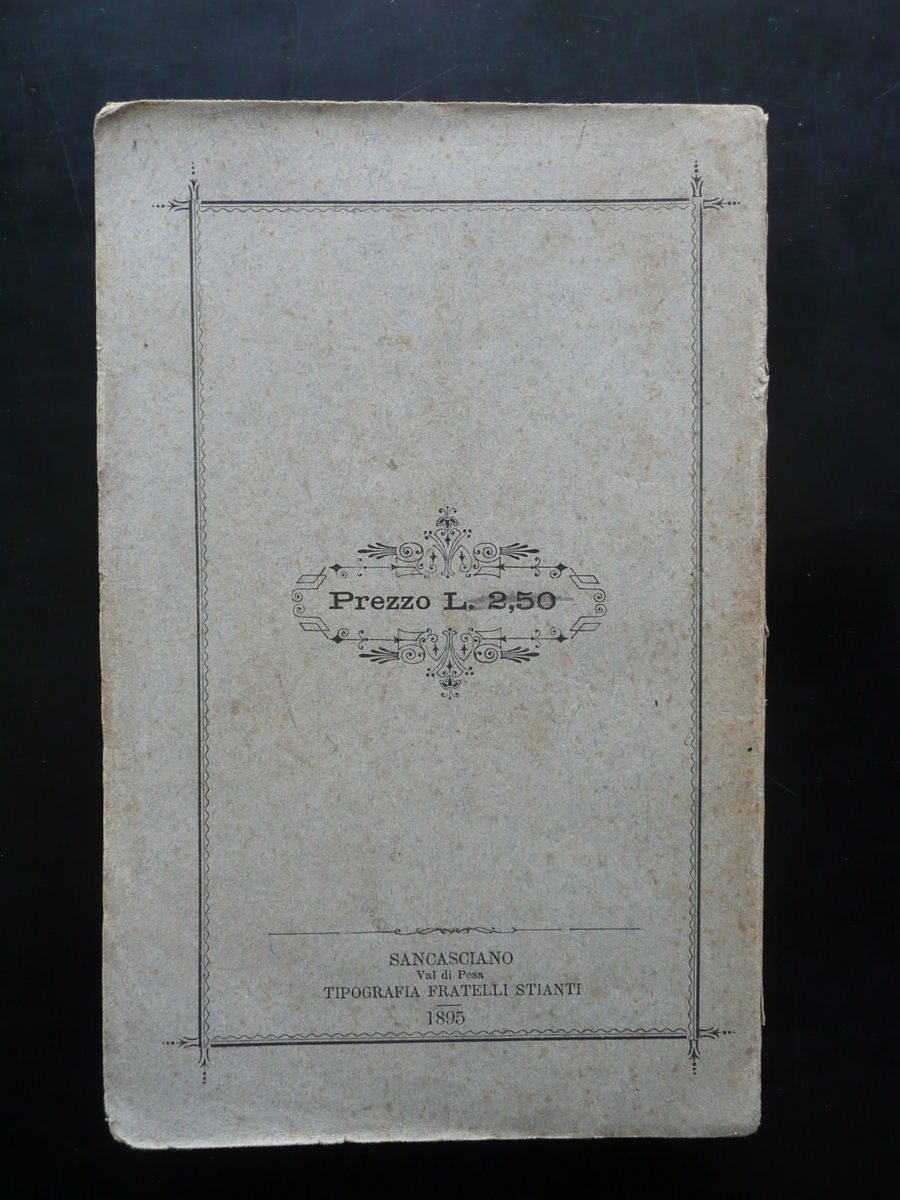 Prezzo L. 2,50
SANCASCIANO
Val di Pesa
TIPOGRAFIA FRATELLI STIANTI
1895